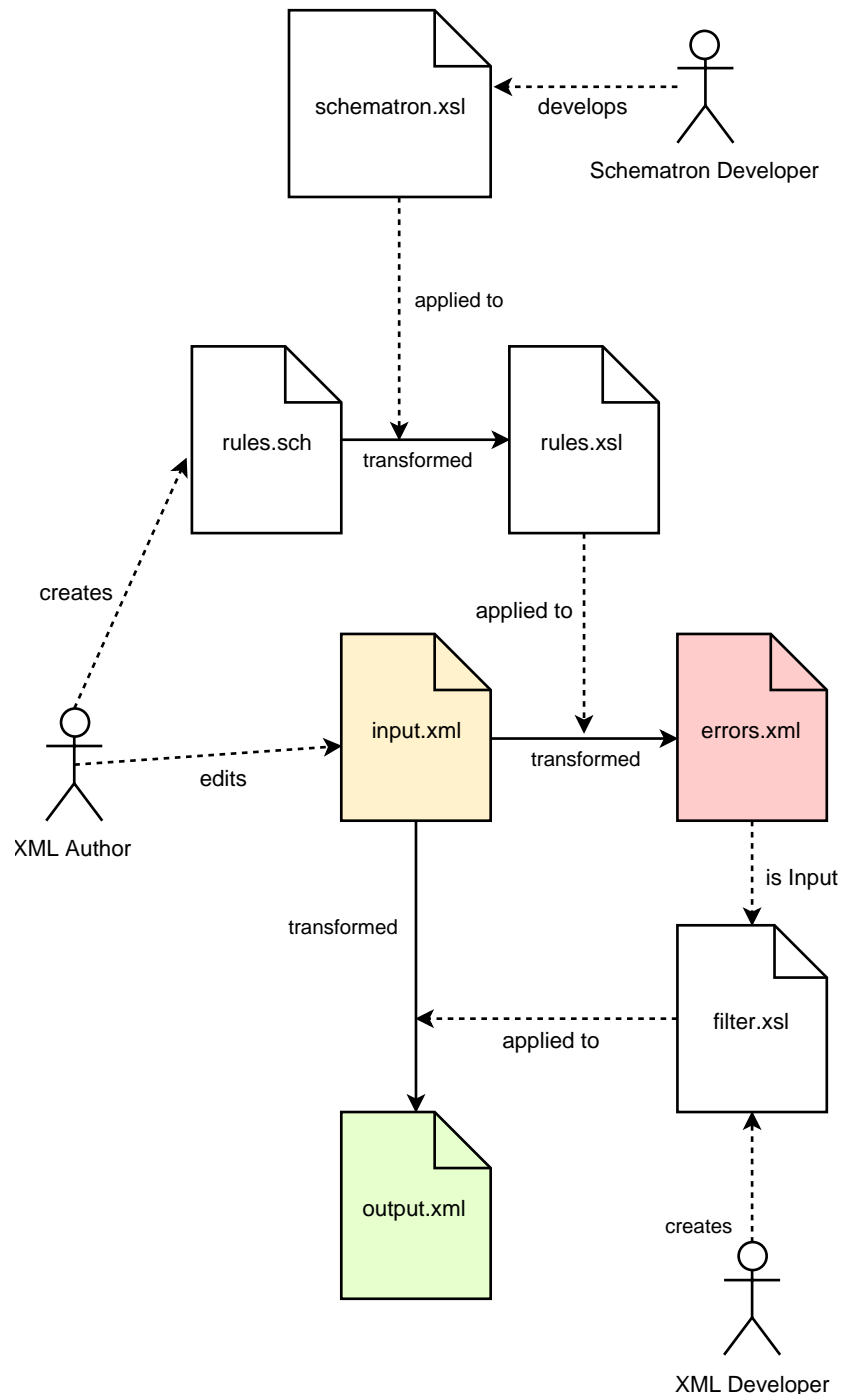 schematron.xsl
develops
Schematron Developer
applied to
rules.sch
transformed
rules.xsl
creates
applied to
input.xml
errors.xml
transformed
edits
XML Author
is Input
transformed
filter.xsl
applied to
output.xml
creates
XML Developer